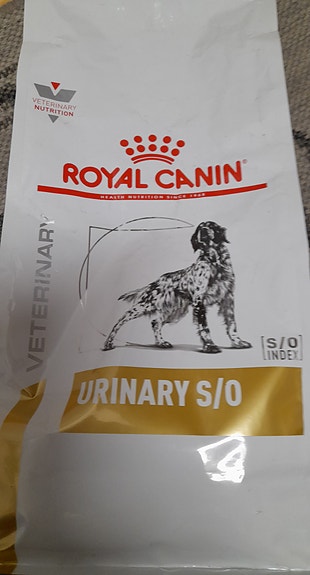 VETERINARY
NUTRITION
ROYAL CANIN®
HEALTH NUTRITION SINCE 1968
VETERINARY
S/O
INDEX
URINARY S/O